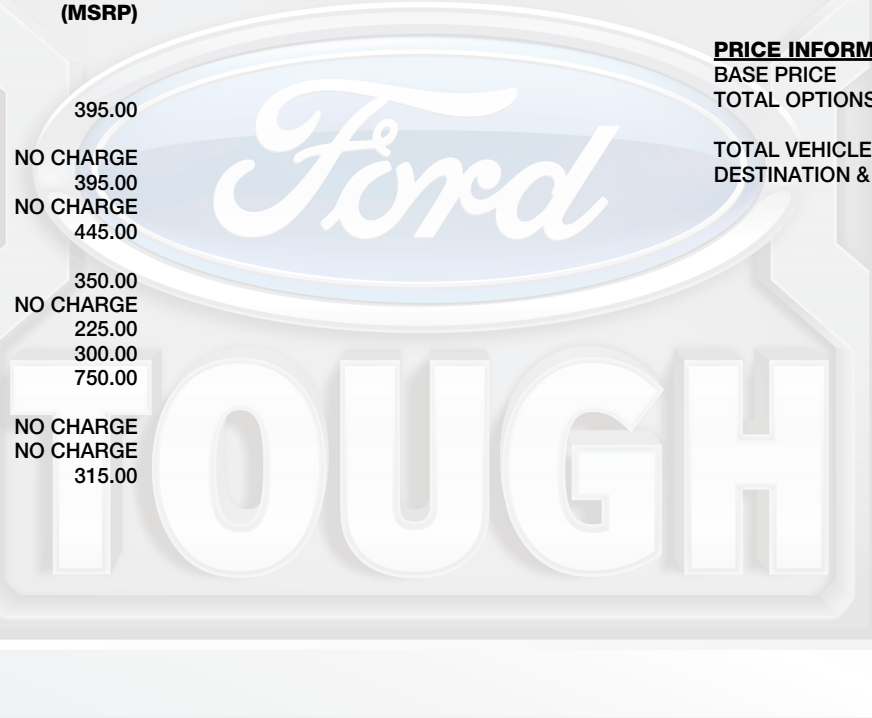 (MSRP)
395.00
NO CHARGE
395.00
NO CHARGE
445.00
350.00
NO CHARGE
225.00
300.00
750.00
NO CHARGE
NO CHARGE
315.00
PRICE INFORM
BASE PRICE
TOTAL OPTIONS
TOTAL VEHICLE
DESTINATION &
Ford
TOUGH